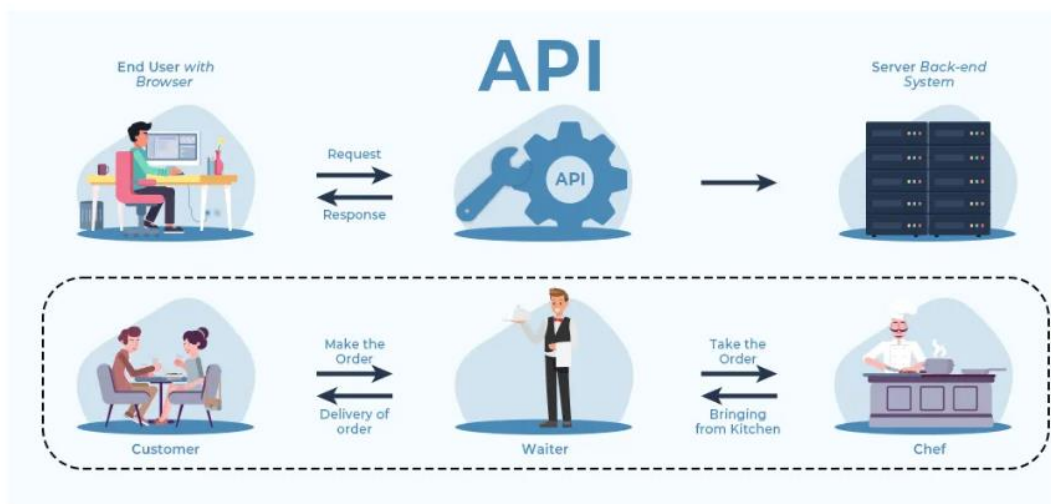 API
End User with
Browser
Server Back-end
System
Request
Response
API
Make the
Order
Delivery of
order
Take the
Order
Bringing
from Kitchen
Customer
Waiter
Chef